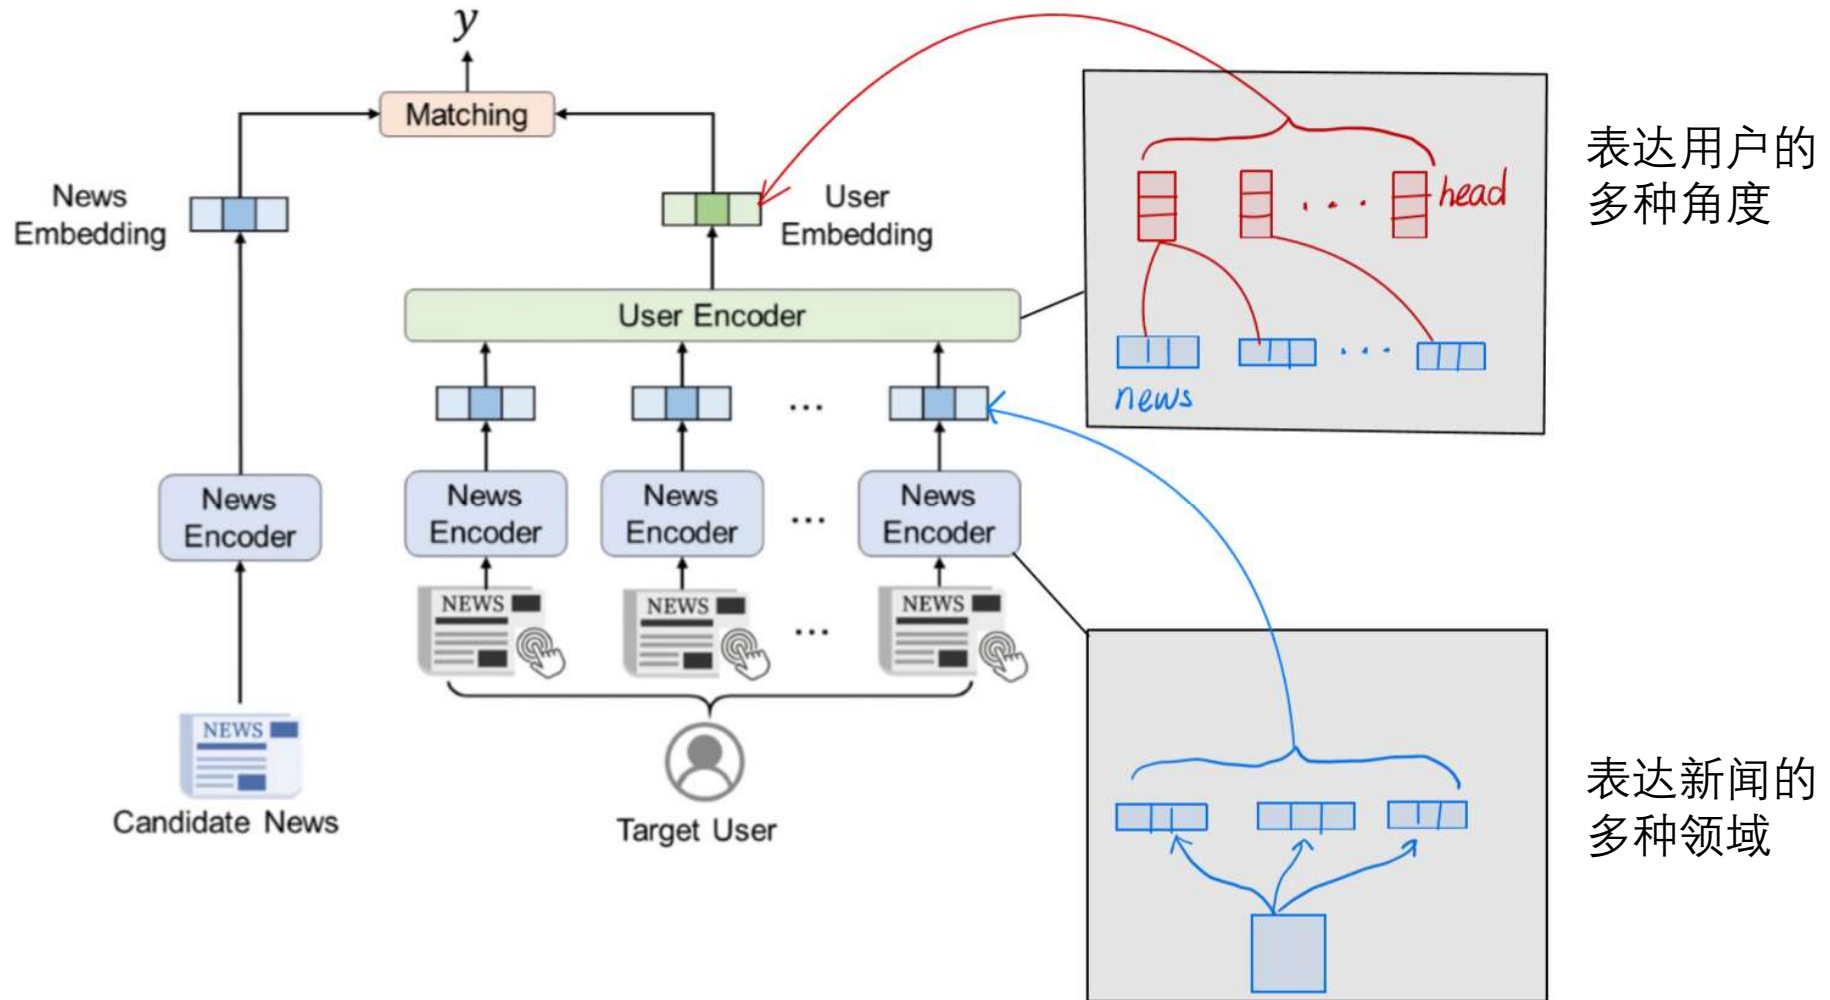 y
Matching
News
Embedding
User
Embedding
User Encoder
...
News
Encoder
News
Encoder
News
Encoder
...
News
Encoder
NEWS
NEWS
...
NEWS
NEWS
Candidate News
Target User
head
...
...
news
表达用户的
多种角度
表达新闻的
多种领域